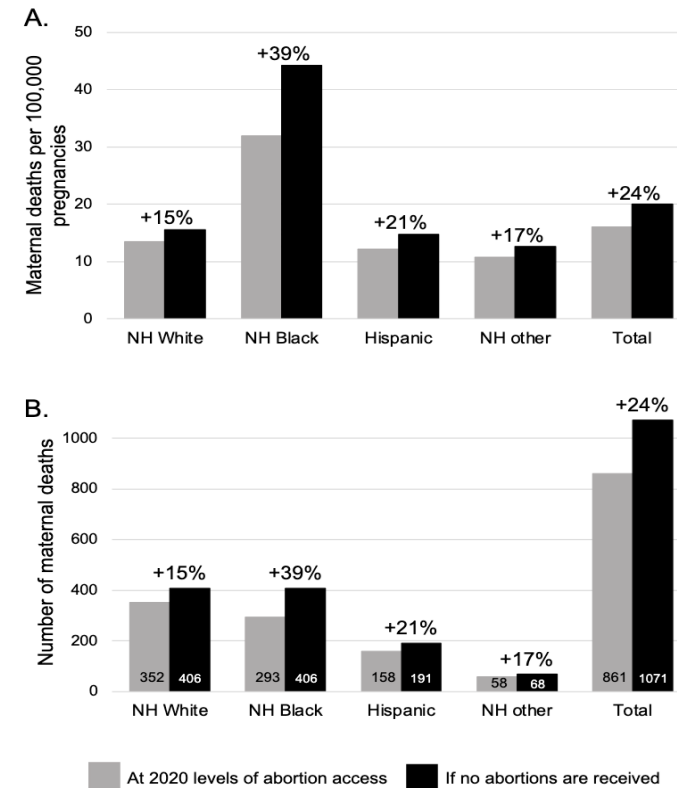 A.
Maternal deaths per 100,000
pregnancies
50
40
30
20
10
0
+15%
+39%
+21%
+17%
+24%
NH White
NH Black
Hispanic
NH other
Total
B.
Number of maternal deaths
1000
800
600
400
200
0
+15%
+39%
+21%
+17%
+24%
352 406
293 406
158 191
58 68
861 1071
NH White
NH Black
Hispanic
NH other
Total
At 2020 levels of abortion access
If no abortions are received